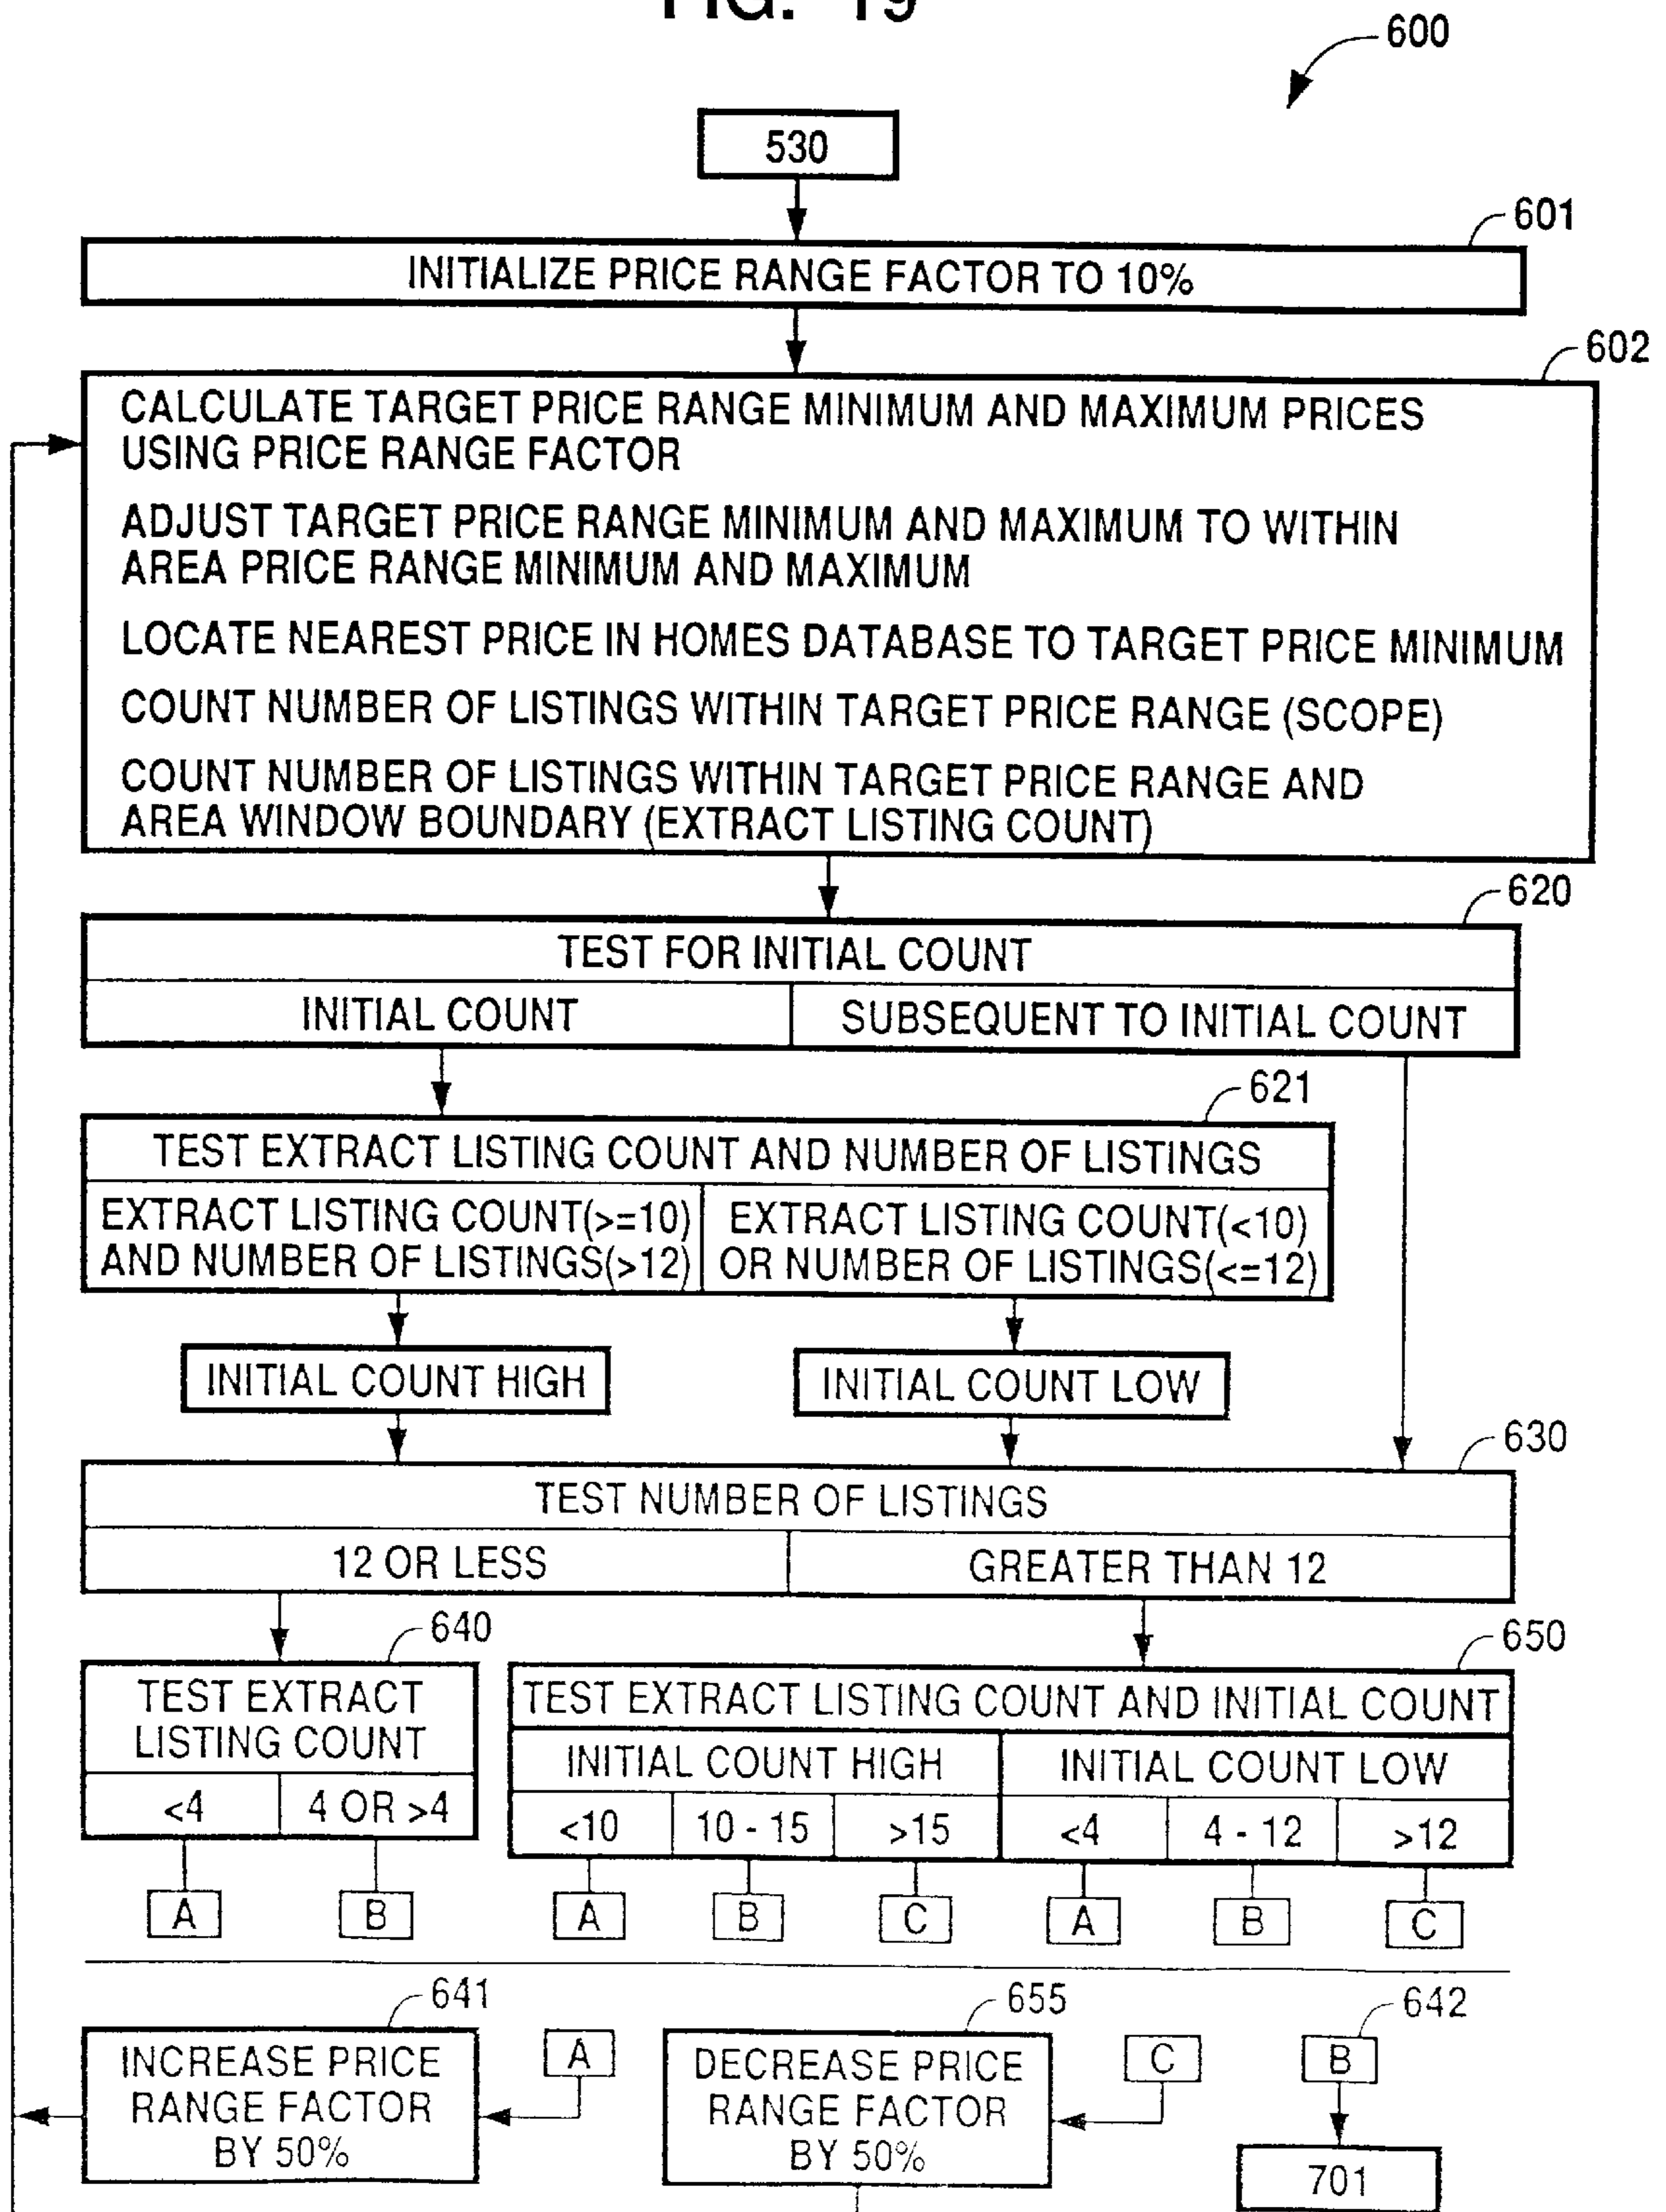 FIG. 19
600
530
601
INITIALIZE PRICE RANGE FACTOR TO 10%
602
CALCULATE TARGET PRICE RANGE MINIMUM AND MAXIMUM PRICES
USING PRICE RANGE FACTOR
ADJUST TARGET PRICE RANGE MINIMUM AND MAXIMUM TO WITHIN
AREA PRICE RANGE MINIMUM AND MAXIMUM
LOCATE NEAREST PRICE IN HOMES DATABASE TO TARGET PRICE MINIMUM
COUNT NUMBER OF LISTINGS WITHIN TARGET PRICE RANGE (SCOPE)
COUNT NUMBER OF LISTINGS WITHIN TARGET PRICE RANGE AND
AREA WINDOW BOUNDARY (EXTRACT LISTING COUNT)
620
TEST FOR INITIAL COUNT
INITIAL COUNT
SUBSEQUENT TO INITIAL COUNT
621
TEST EXTRACT LISTING COUNT AND NUMBER OF LISTINGS
EXTRACT LISTING COUNT(>=10)
AND NUMBER OF LISTINGS(>12)
EXTRACT LISTING COUNT(<10)
OR NUMBER OF LISTINGS(<=12)
INITIAL COUNT HIGH
INITIAL COUNT LOW
630
TEST NUMBER OF LISTINGS
12 OR LESS
GREATER THAN 12
640
TEST EXTRACT
LISTING COUNT
<4
4 OR >4
650
TEST EXTRACT LISTING COUNT AND INITIAL COUNT
INITIAL COUNT HIGH
INITIAL COUNT LOW
<10
10 - 15
>15
<4
4 - 12
>12
A
B
A
B
C
A
B
C
641
INCREASE PRICE
RANGE FACTOR
BY 50%
A
655
DECREASE PRICE
RANGE FACTOR
BY 50%
C
642
B
701